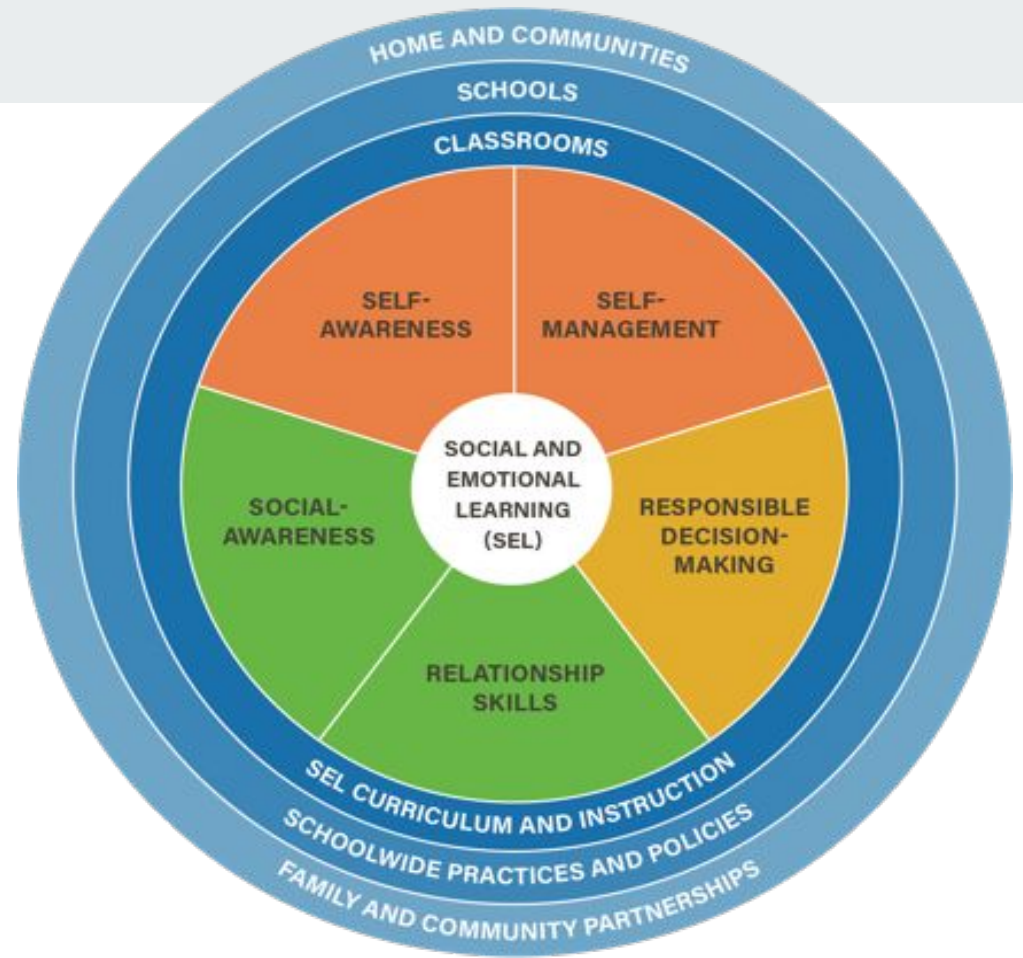 HOME AND COMMUNITIES
SCHOOLS
CLASSROOMS
SELF-
AWARENESS
SELF-
MANAGEMENT
SOCIAL AND
EMOTIONAL
LEARNING
(SEL)
SOCIAL-
AWARENESS
RESPONSIBLE
DECISION-
MAKING
RELATIONSHIP
SKILLS
SEL CURRICULUM AND INSTRUCTION
SCHOOLWIDE PRACTICES AND POLICIES
FAMILY AND COMMUNITY PARTNERSHIPS